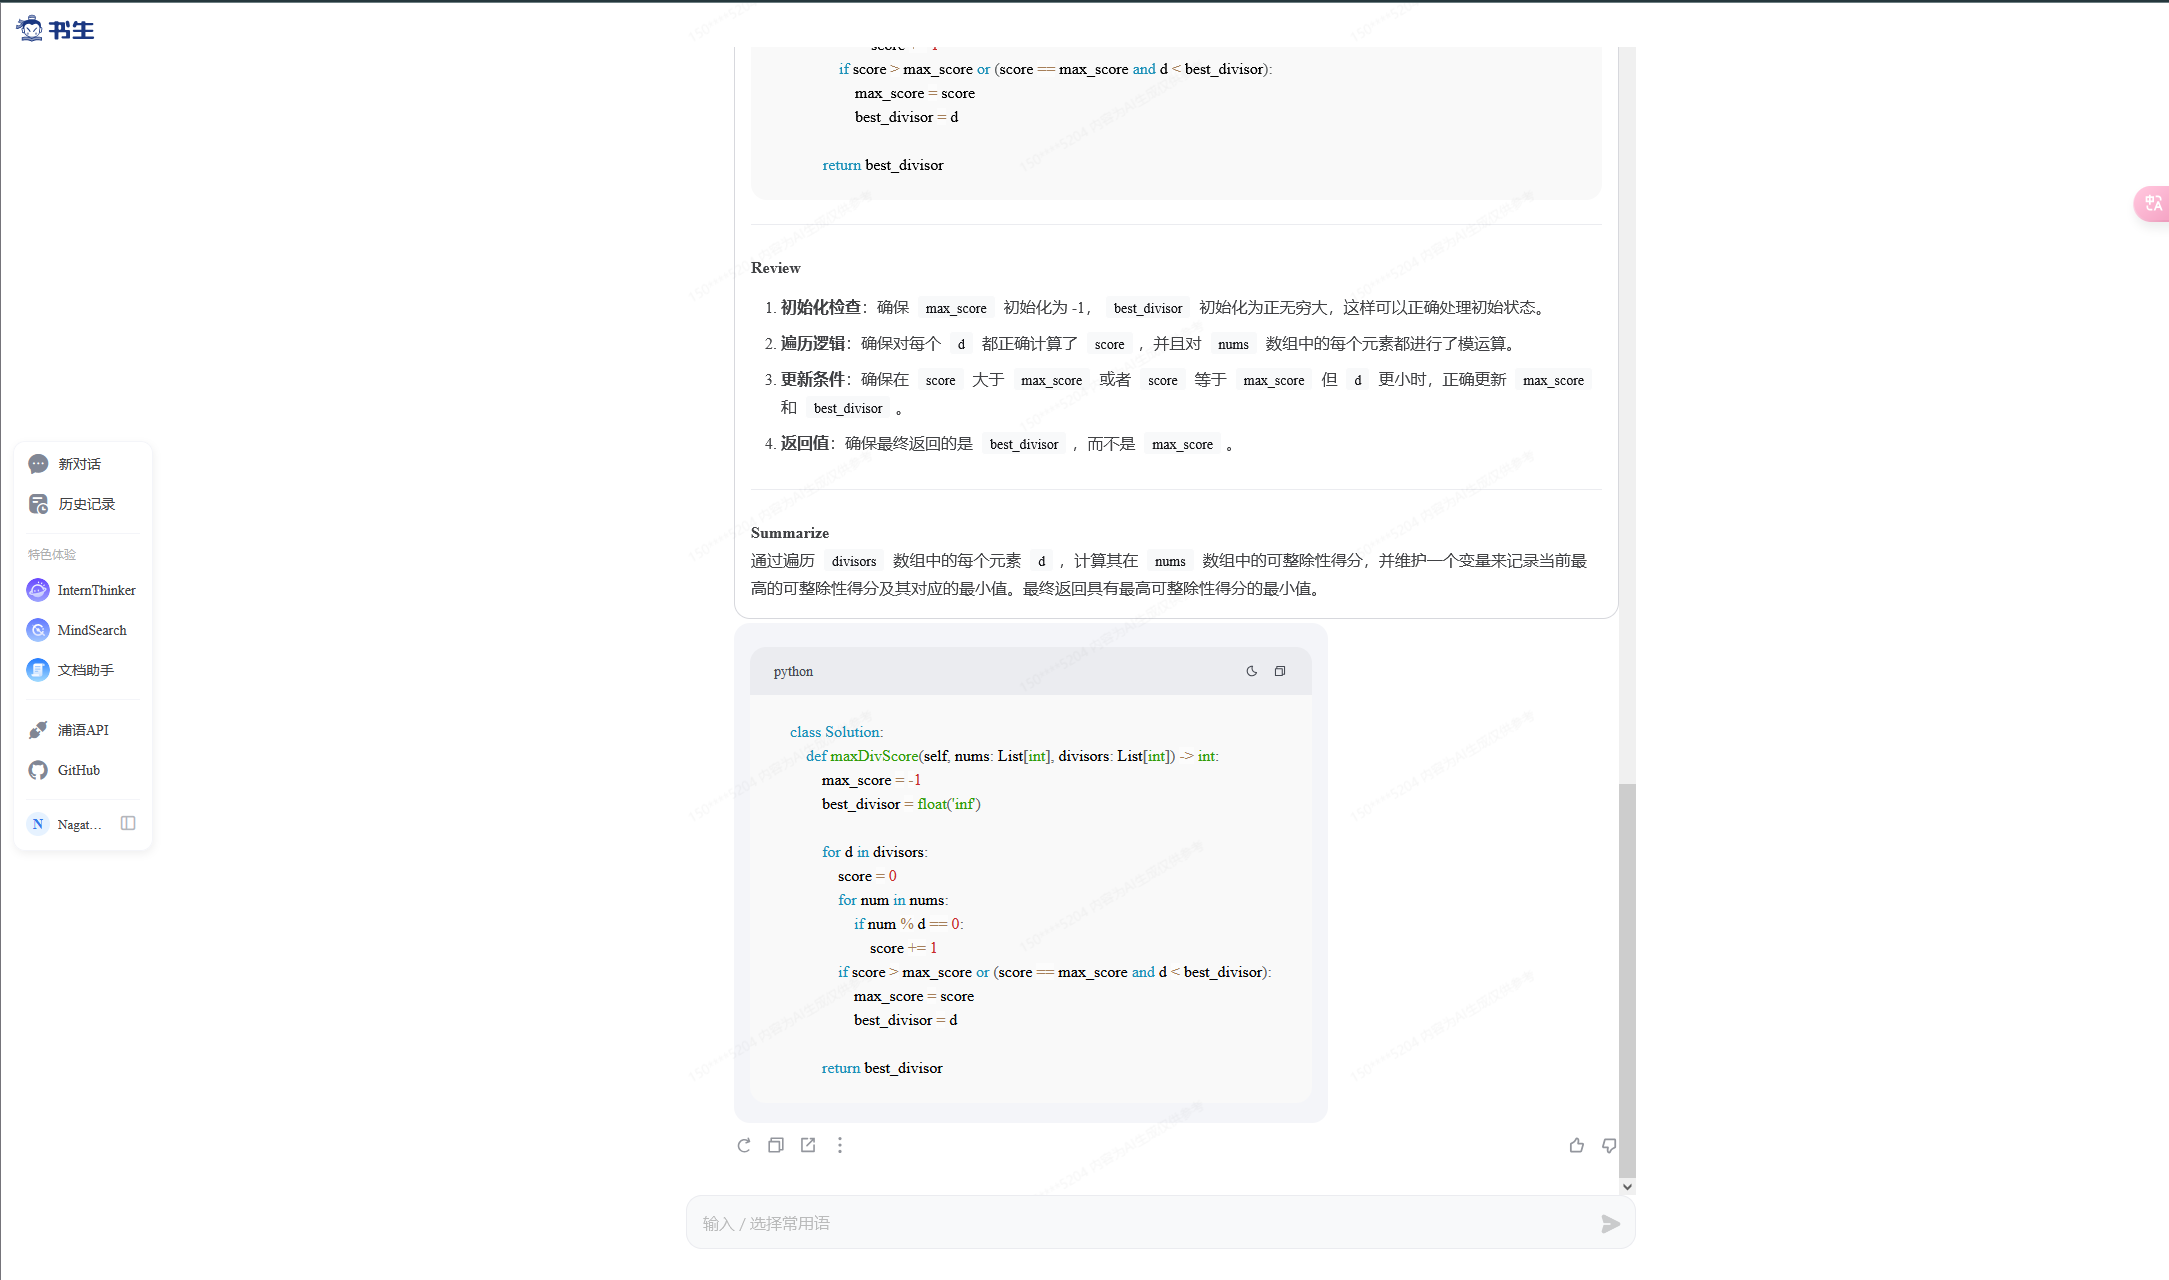 书生
if score > max_score or (score == max_score and d < best_divisor):
max_score = score
best_divisor = d
return best_divisor
Review
1. 初始化检查：确保 max_score 初始化为 -1， best_divisor 初始化为正无穷大，这样可以正确处理初始状态。
2. 遍历逻辑：确保对每个 d 都正确计算了 score ，并且对 nums 数组中的每个元素都进行了模运算。
3. 更新条件：确保在 score 大于 max_score 或者 score 等于 max_score 但 d 更小时，正确更新 max_score
和 best_divisor 。
4. 返回值：确保最终返回的是 best_divisor ，而不是 max_score 。
Summarize
通过遍历 divisors 数组中的每个元素 d ，计算其在 nums 数组中的可整除性得分，并维护一个变量来记录当前最
高的可整除性得分及其对应的最小值。最终返回具有最高可整除性得分的最小值。
python
class Solution:
def maxDivScore(self, nums: List[int], divisors: List[int]) -> int:
max_score = -1
best_divisor = float('inf')
for d in divisors:
score = 0
for num in nums:
if num % d == 0:
score += 1
if score > max_score or (score == max_score and d < best_divisor):
max_score = score
best_divisor = d
return best_divisor
输入 / 选择常用语
新对话
历史记录
特色体验
InternThinker
MindSearch
文档助手
浦语API
GitHub
N Nagat...
150****5204 内容为AI生成仅供参考